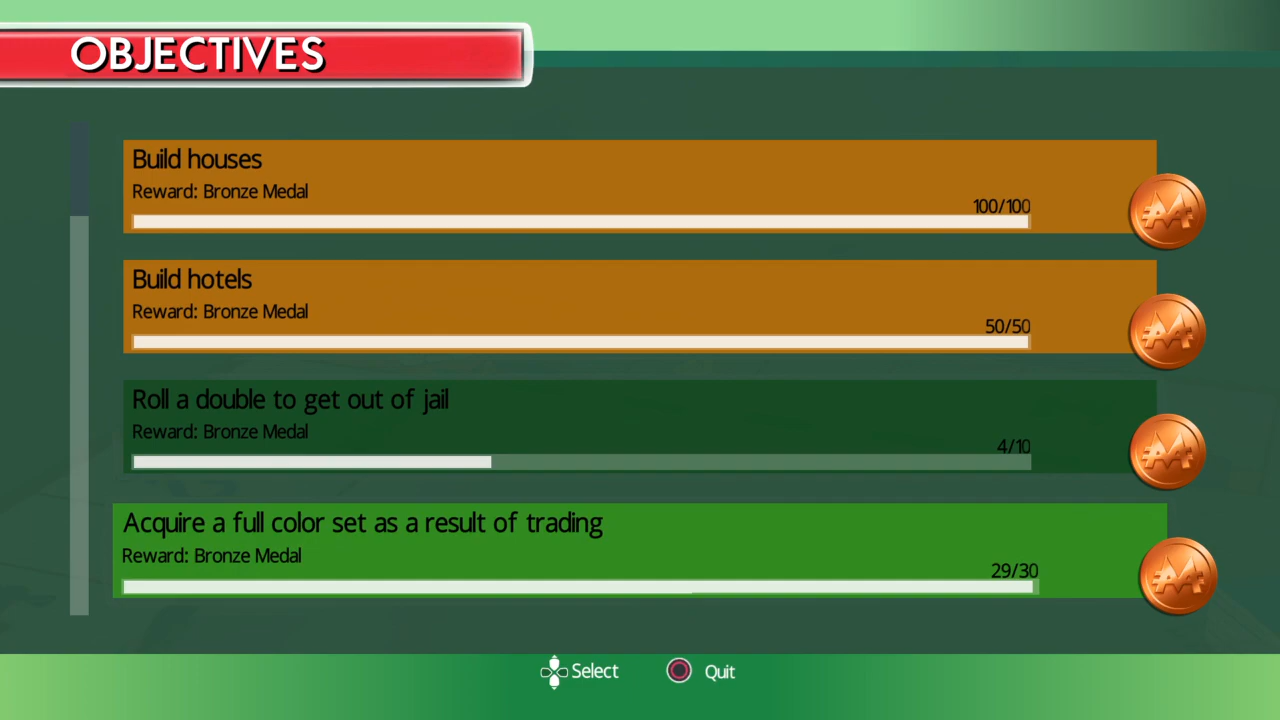 OBJECTIVES
Build houses
Reward: Bronze Medal
100/100
Build hotels
Reward: Bronze Medal
50/50
Roll a double to get out of jail
Reward: Bronze Medal
4/10
Acquire a full color set as a result of trading
Reward: Bronze Medal
29/30
Select Quit